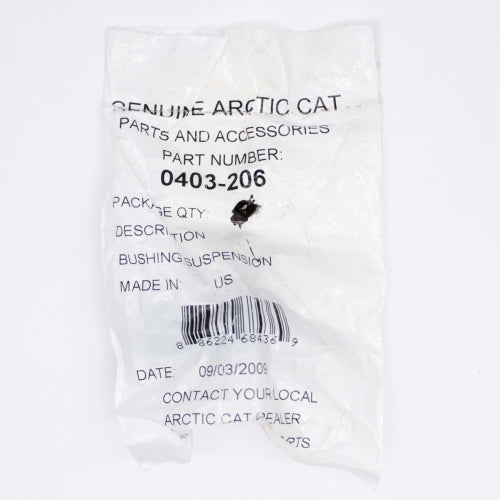 GENUINE ARCTIC CAT
PARTS AND ACCESSORIES
PART NUMBER:
0403-206
PACKAGE QTY:
DESCRIPTION
BUSHING,SUSPENSION
MADE IN: US
8 86224 68436 9
DATE: 09/03/2009
CONTACT YOUR LOCAL
ARCTIC CAT DEALER
PARTS